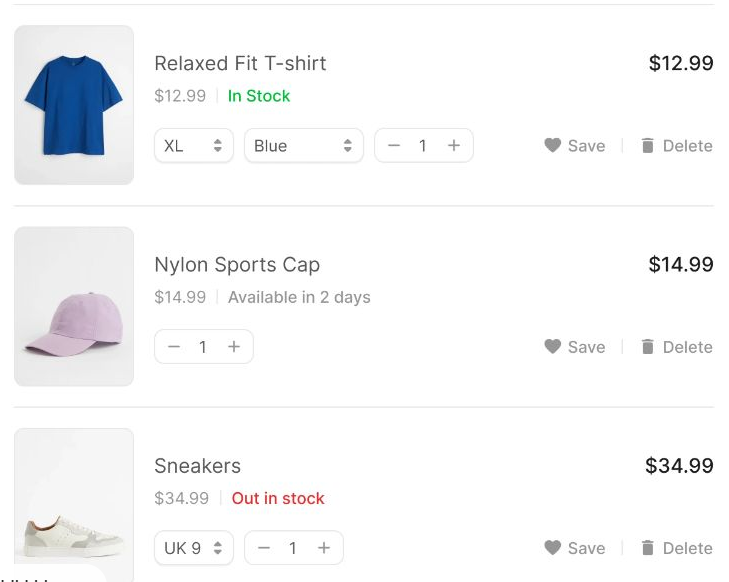 Relaxed Fit T-shirt
$12.99
$12.99
In Stock
XL
Blue
− 1 +
Save
Delete
Nylon Sports Cap
$14.99
$14.99
Available in 2 days
− 1 +
Save
Delete
Sneakers
$34.99
$34.99
Out in stock
UK 9
− 1 +
Save
Delete